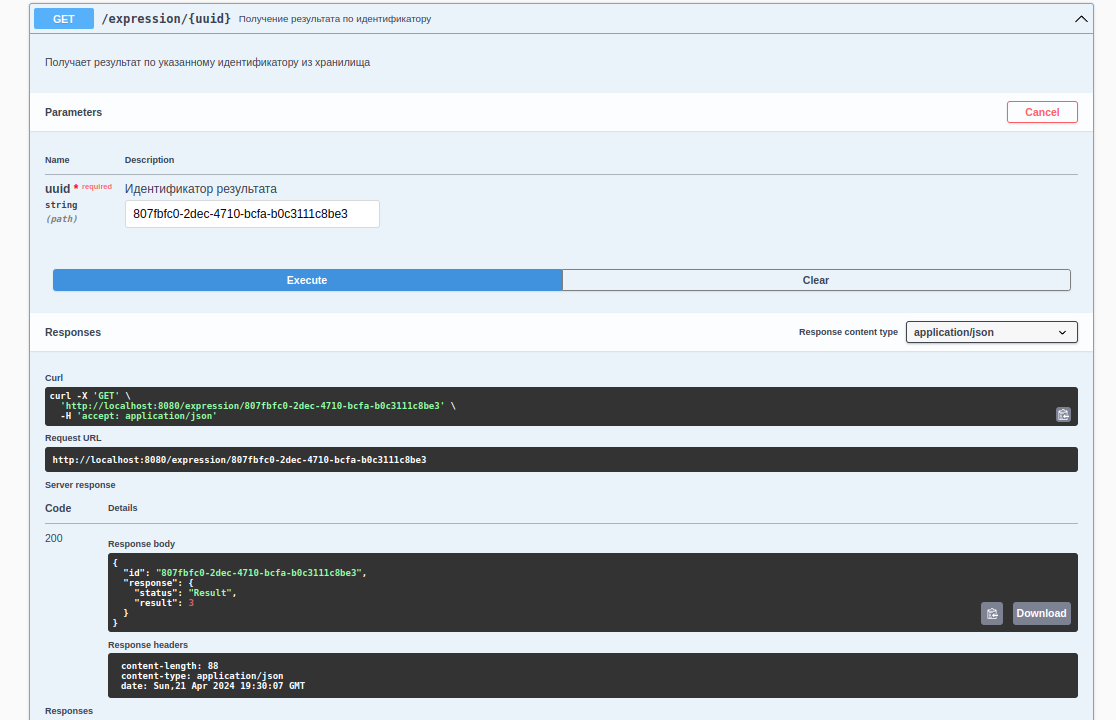 GET /expression/{uuid} Получение результата по идентификатору
Получает результат по указанному идентификатору из хранилища
Parameters
Cancel
Name Description
uuid * required Идентификатор результата
string
(path)
807fbfc0-2dec-4710-bcfa-b0c3111c8be3
Execute Clear
Responses
Response content type application/json
Curl
curl -X 'GET' \
'http://localhost:8080/expression/807fbfc0-2dec-4710-bcfa-b0c3111c8be3' \
-H 'accept: application/json'
Request URL
http://localhost:8080/expression/807fbfc0-2dec-4710-bcfa-b0c3111c8be3
Server response
Code Details
200
Response body
{
"id": "807fbfc0-2dec-4710-bcfa-b0c3111c8be3",
"response": {
"status": "Result",
"result": 3
}
}
Download
Response headers
content-length: 88
content-type: application/json
date: Sun,21 Apr 2024 19:30:07 GMT
Responses